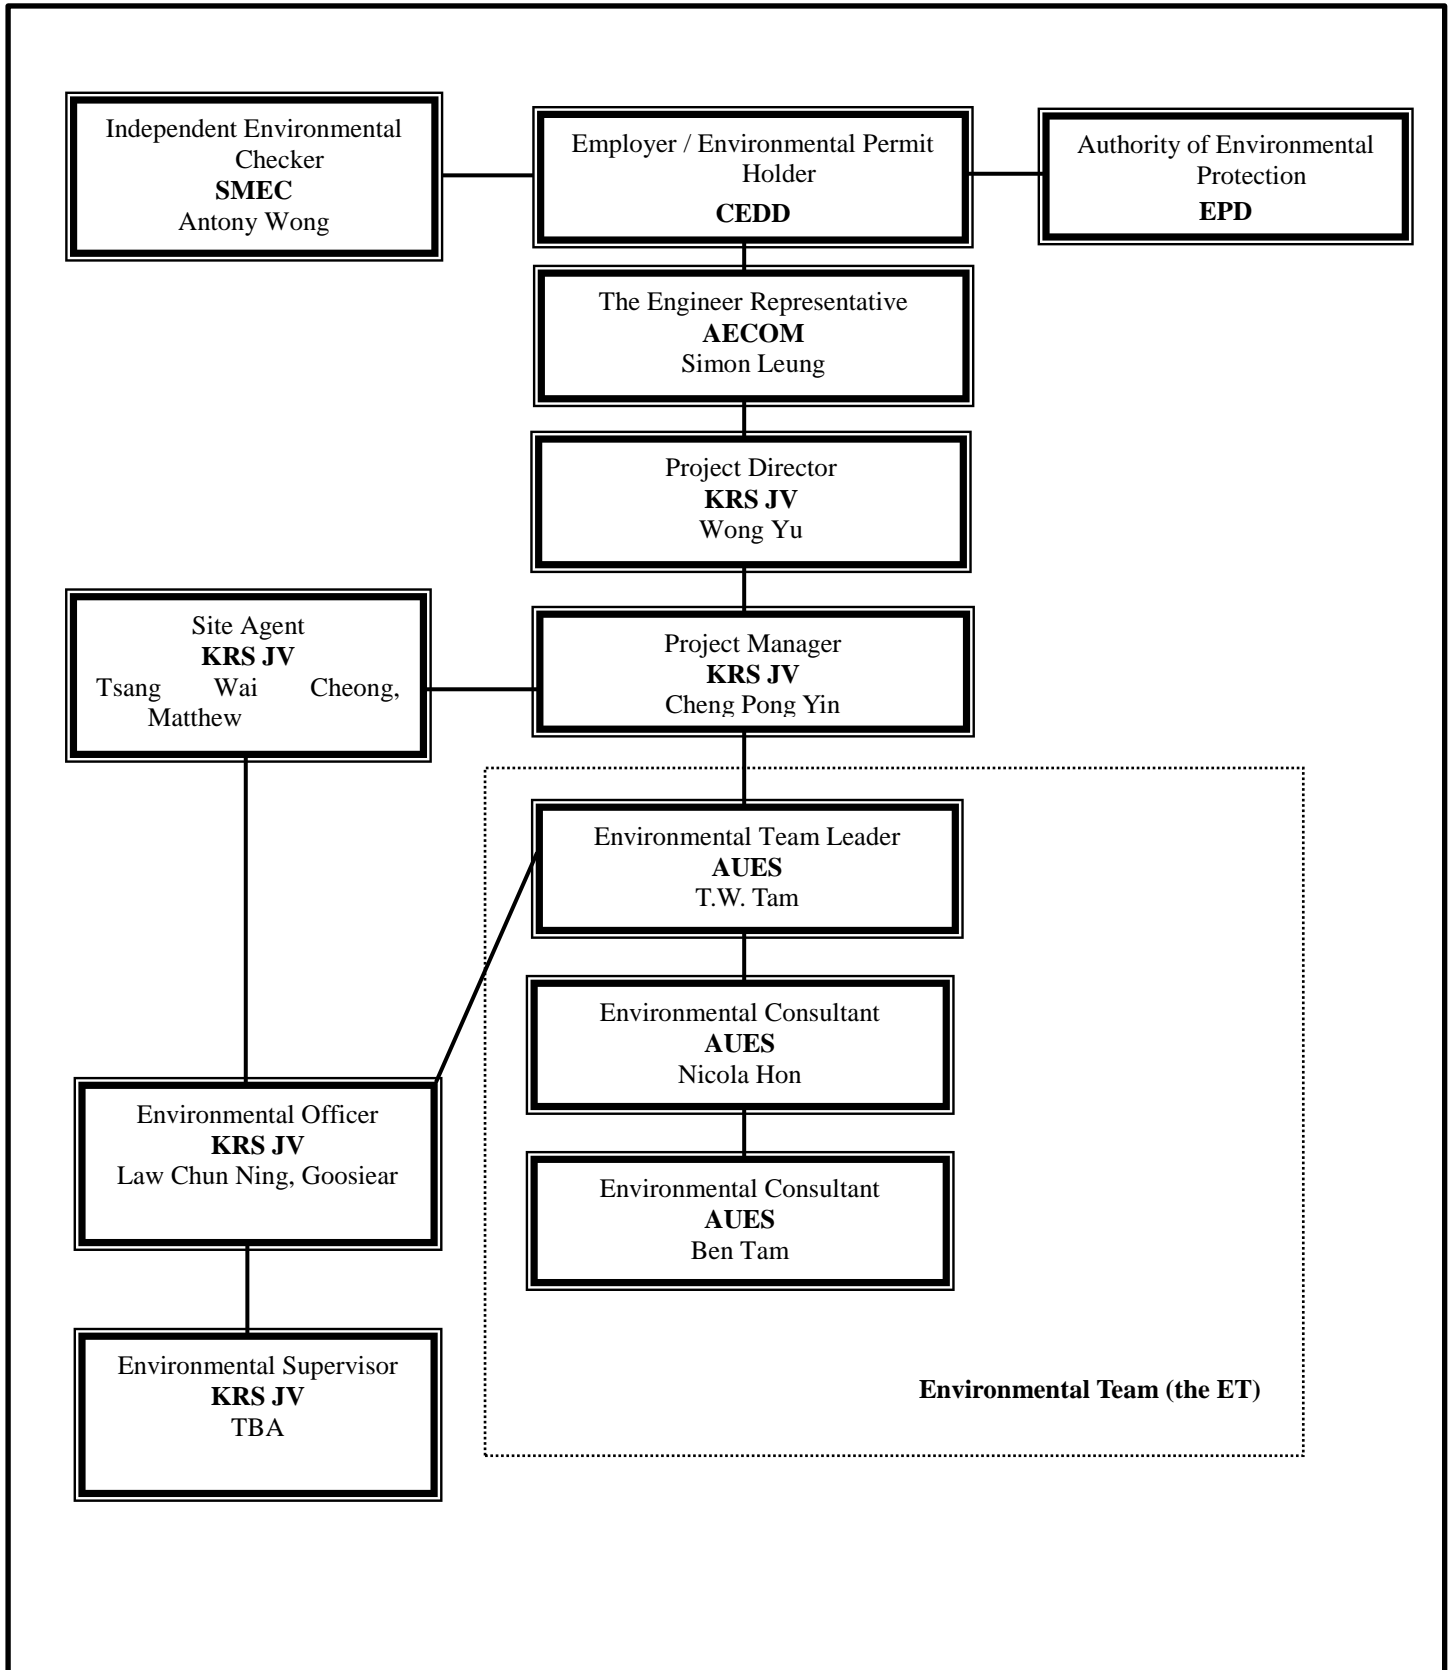 Independent Environmental
Checker
SMEC
Antony Wong
Employer / Environmental Permit
Holder
CEDD
Authority of Environmental
Protection
EPD
The Engineer Representative
AECOM
Simon Leung
Project Director
KRS JV
Wong Yu
Site Agent
KRS JV
Tsang Wai Cheong,
Matthew
Project Manager
KRS JV
Cheng Pong Yin
Environmental Team Leader
AUES
T.W. Tam
Environmental Consultant
AUES
Nicola Hon
Environmental Officer
KRS JV
Law Chun Ning, Goosiear
Environmental Consultant
AUES
Ben Tam
Environmental Supervisor
KRS JV
TBA
Environmental Team (the ET)